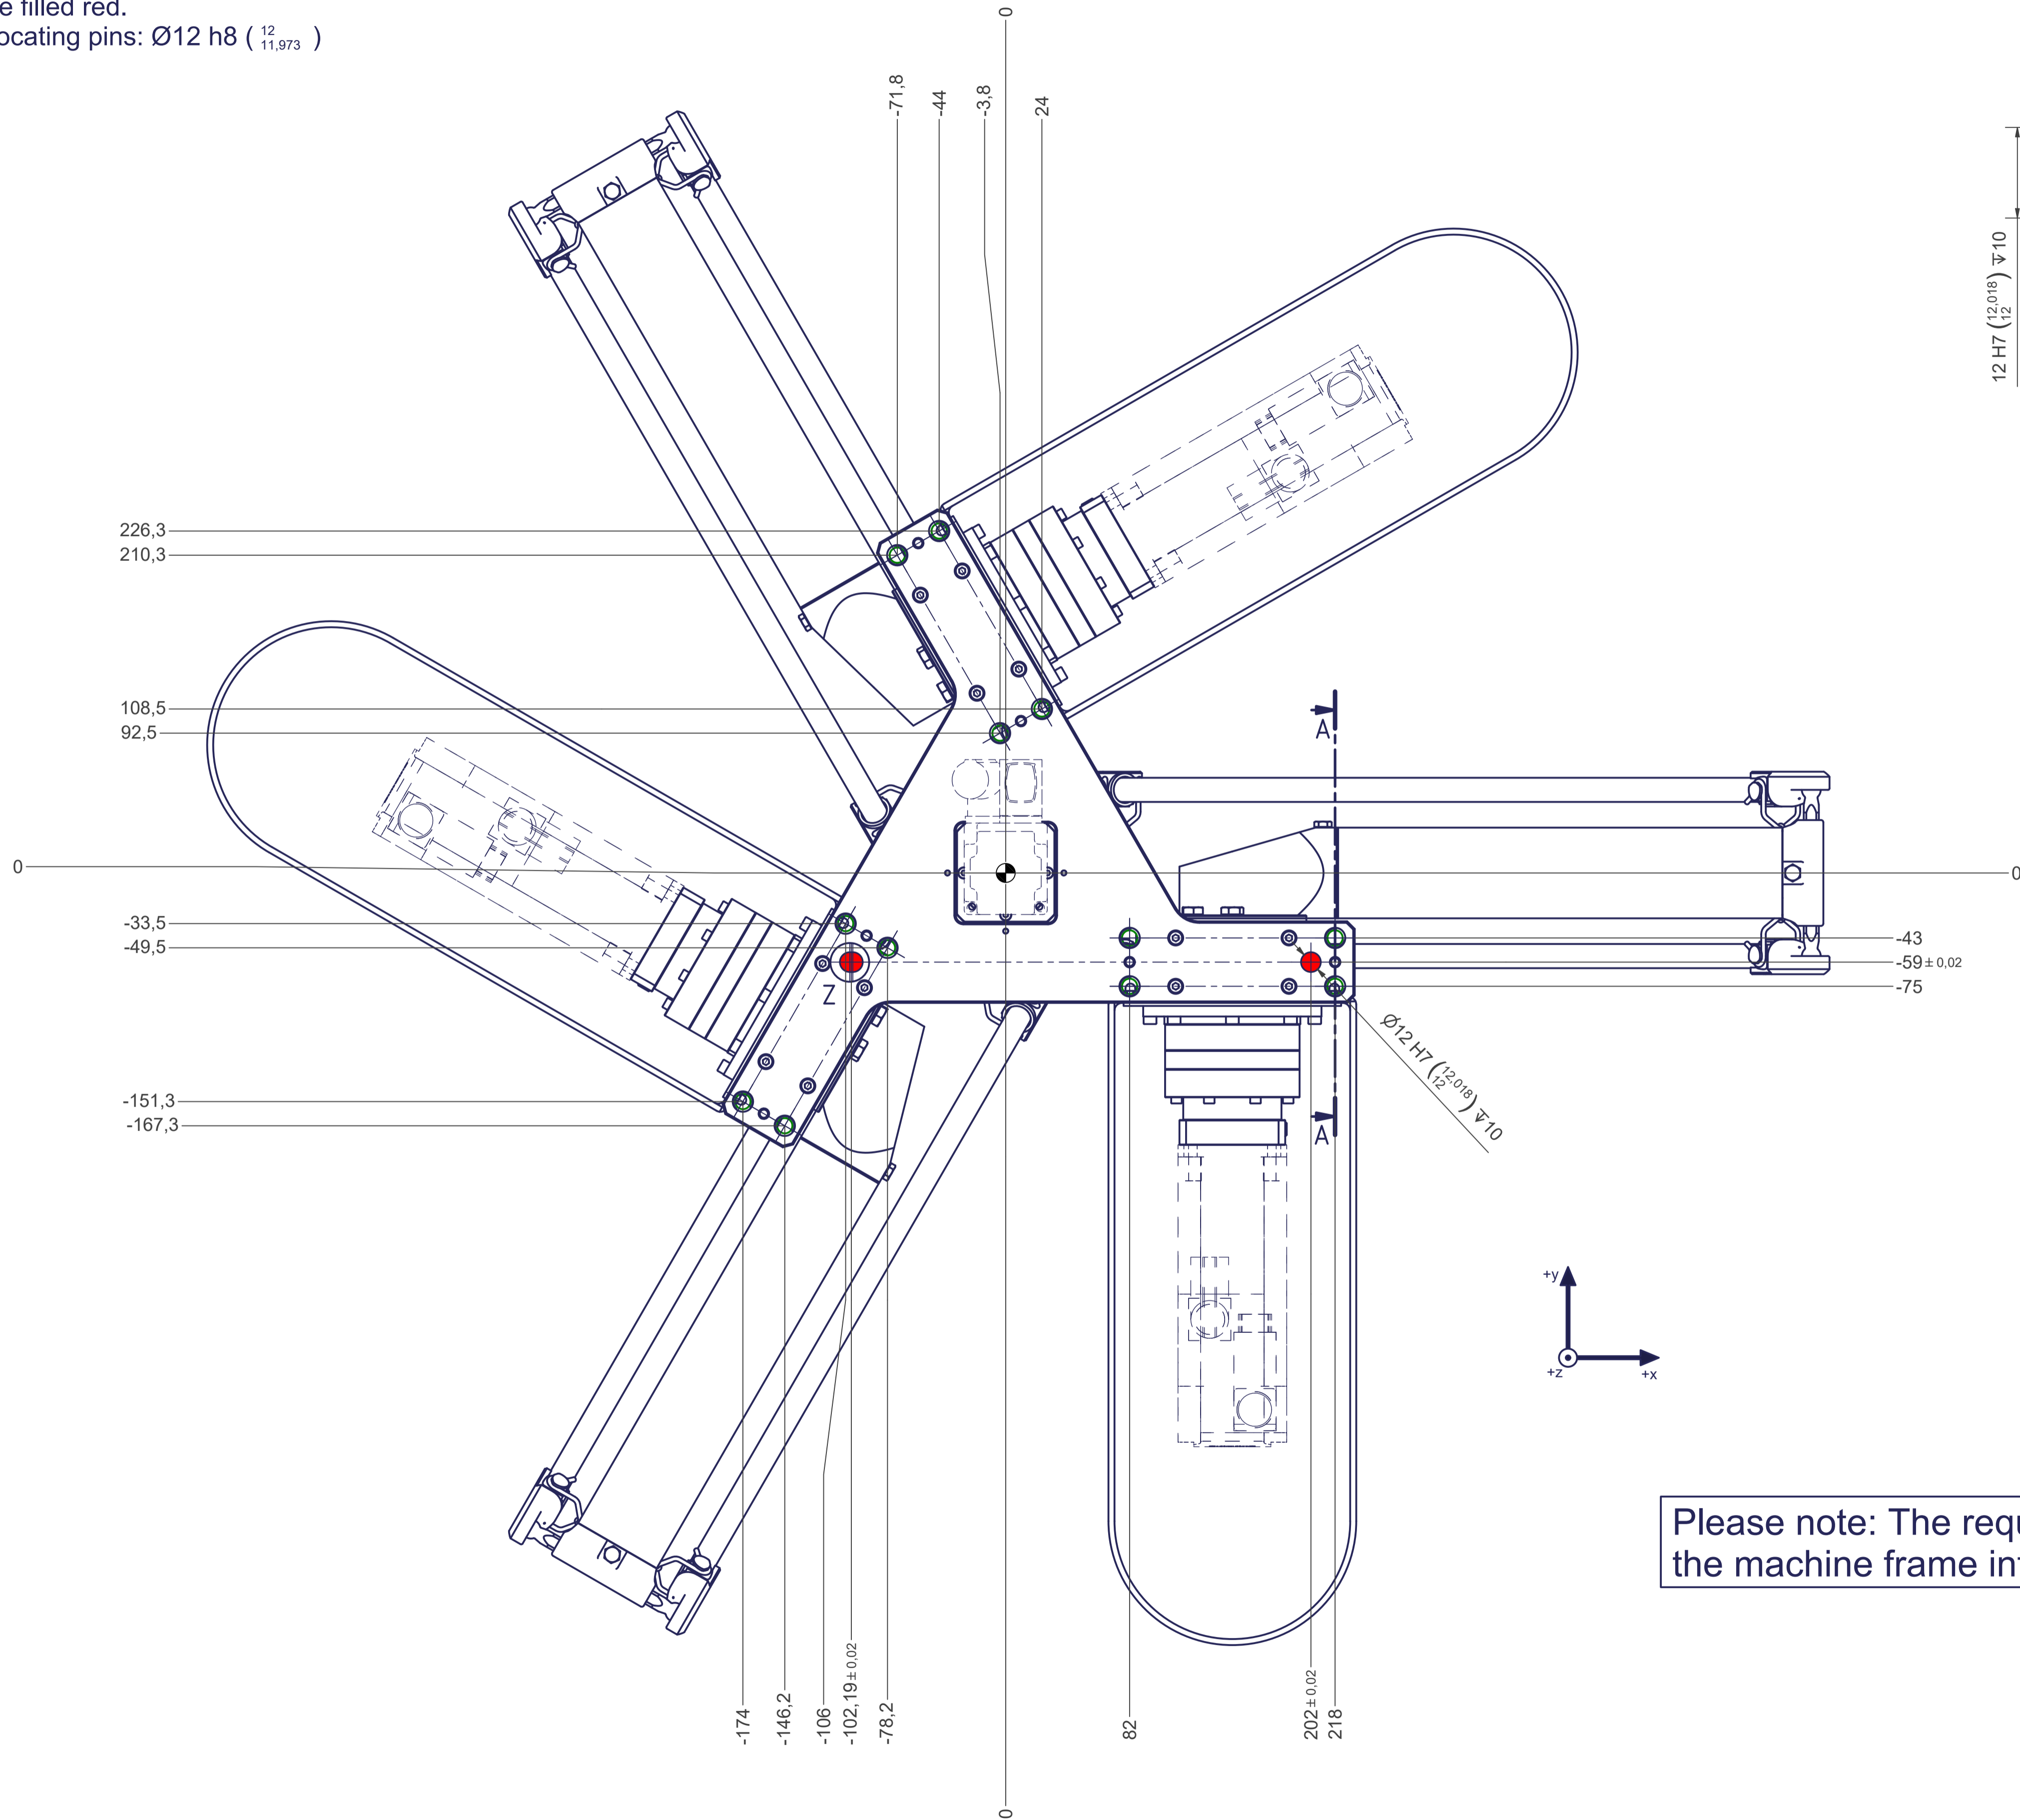 e filled red.
ocating pins: Ø12 h8 ( 12 11,973 )
0
-71,8
-44
-3,8
24
12 H7 (12,018 12) ↧10
226,3
210,3
108,5
92,5
A
0
0
-33,5
-49,5
-43
-59 ± 0,02
-75
Z
Ø12 H7 (12,018 12) ↧10
-151,3
-167,3
A
+y
+z
+x
Please note: The requ
the machine frame int
-174
-146,2
-106
-102,19 ± 0,02
-78,2
82
202 ± 0,02
218
0